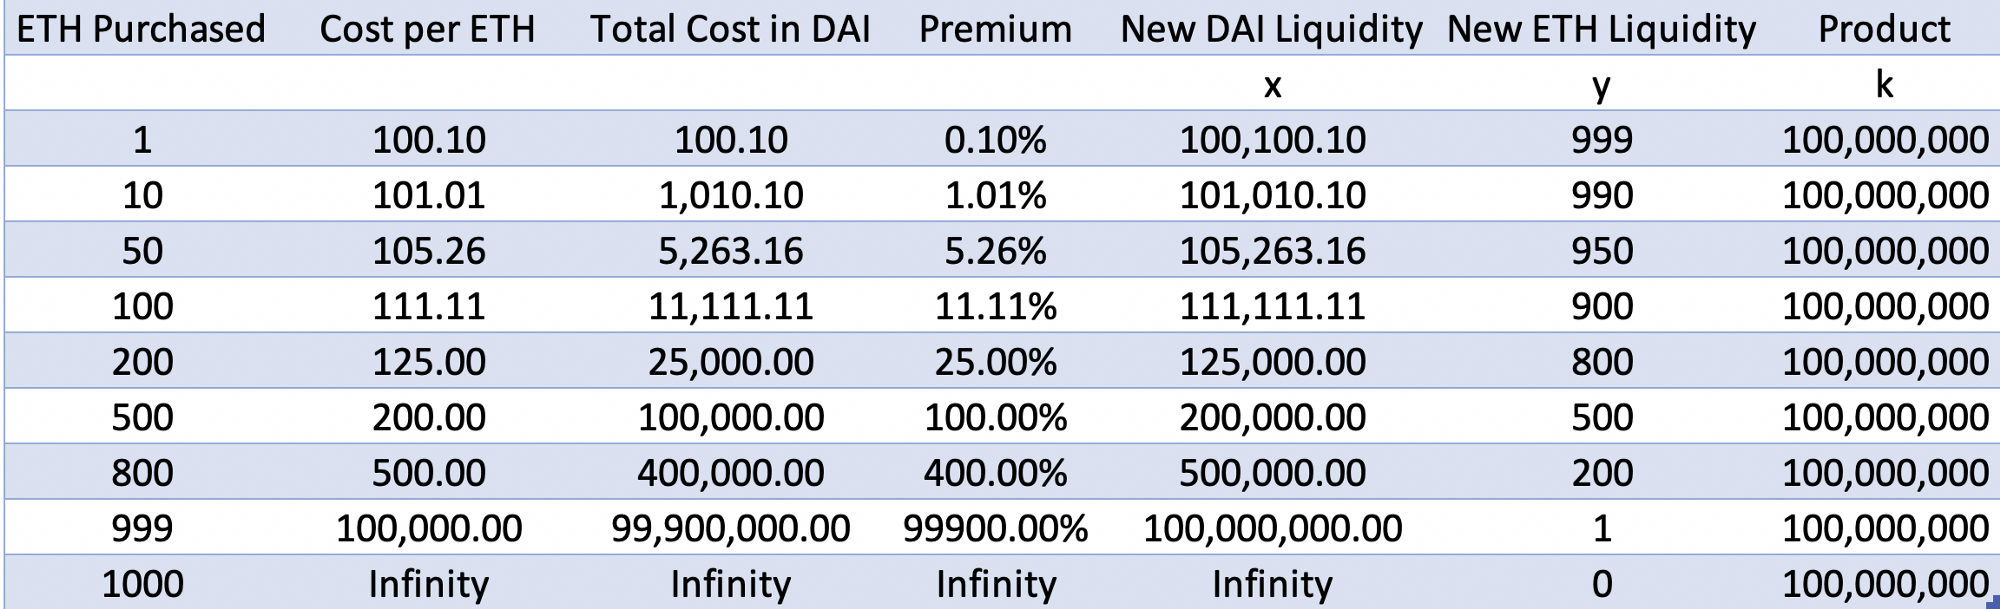 ETH Purchased Cost per ETH Total Cost in DAI Premium New DAI Liquidity New ETH Liquidity Product
x y k
1 100.10 100.10 0.10% 100,100.10 999 100,000,000
10 101.01 1,010.10 1.01% 101,010.10 990 100,000,000
50 105.26 5,263.16 5.26% 105,263.16 950 100,000,000
100 111.11 11,111.11 11.11% 111,111.11 900 100,000,000
200 125.00 25,000.00 25.00% 125,000.00 800 100,000,000
500 200.00 100,000.00 100.00% 200,000.00 500 100,000,000
800 500.00 400,000.00 400.00% 500,000.00 200 100,000,000
999 100,000.00 99,900,000.00 99900.00% 100,000,000.00 1 100,000,000
1000 Infinity Infinity Infinity Infinity 0 100,000,000